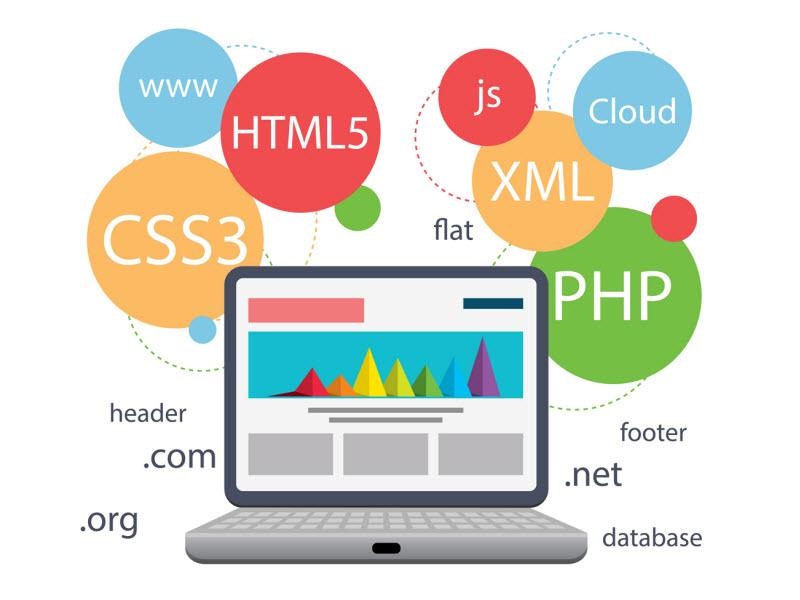 www
HTML5
CSS3
js
Cloud
XML
flat
PHP
header
.com
.org
footer
.net
database